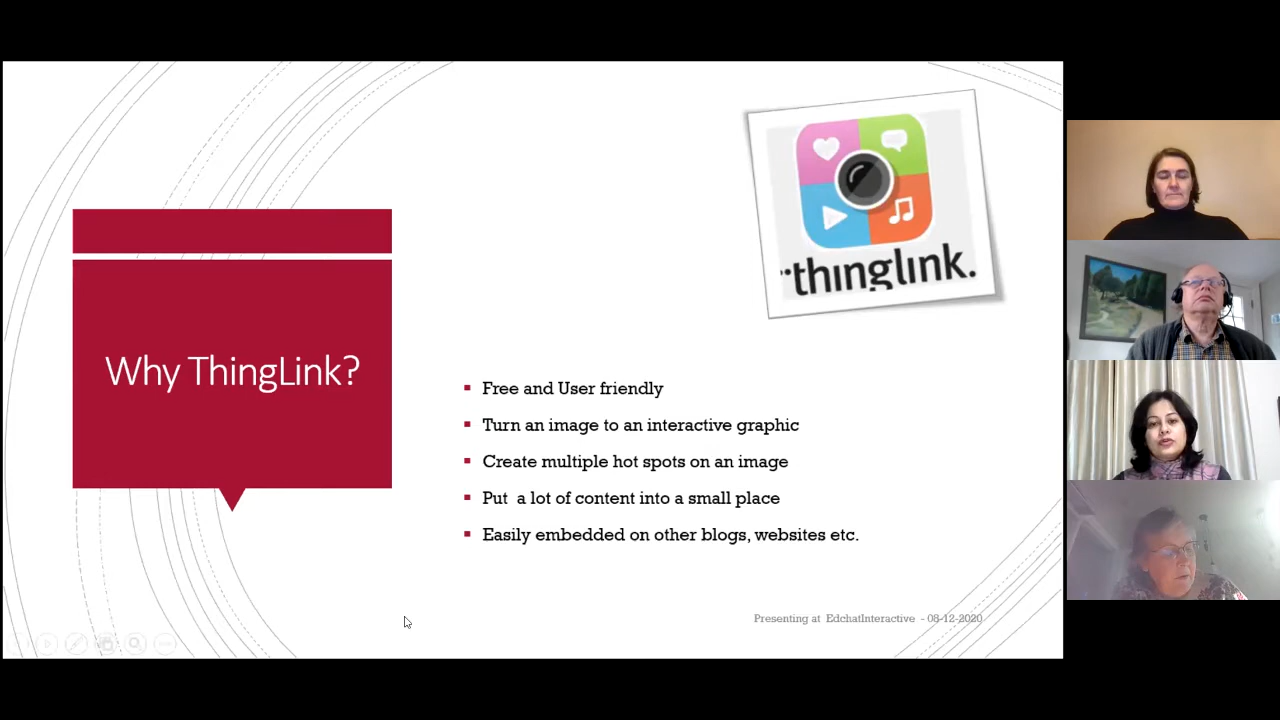 thinglink.
Why ThingLink?
Free and User friendly
Turn an image to an interactive graphic
Create multiple hot spots on an image
Put  a lot of content into a small place
Easily embedded on other blogs, websites etc.
Presenting at  EdchatInteractive  - 08-12-2020